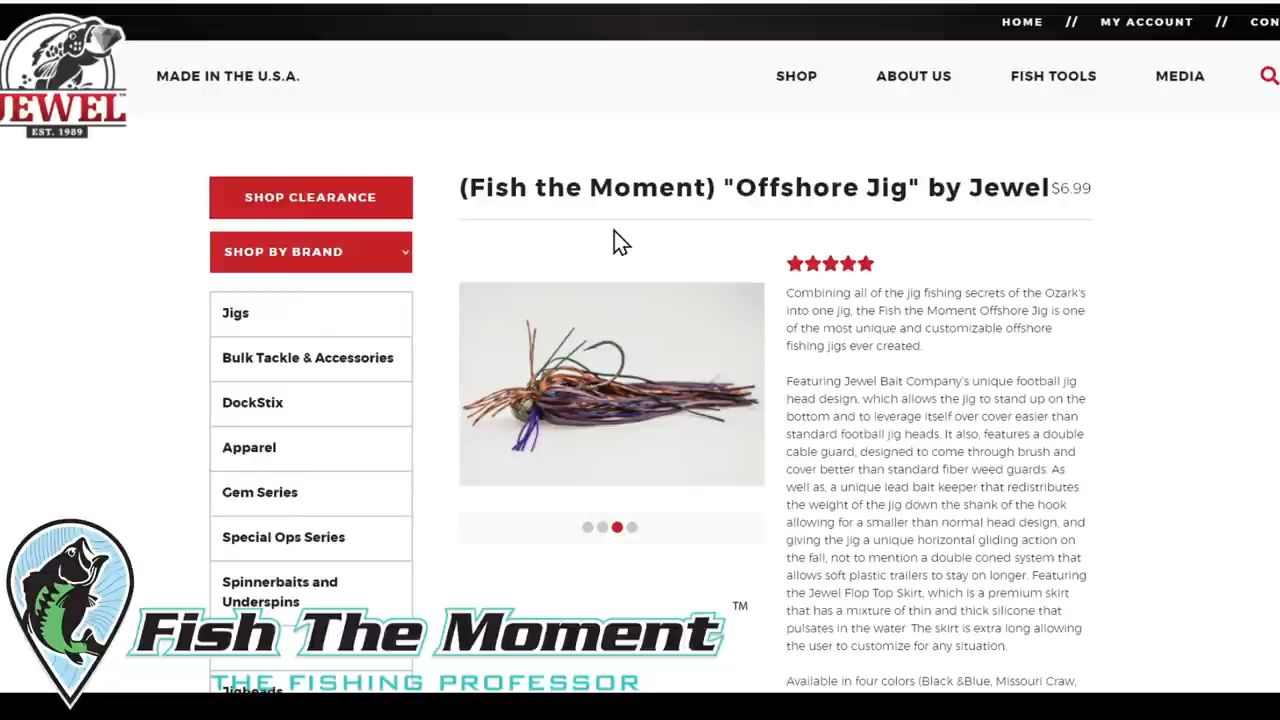 HOME // MY ACCOUNT // CON
MADE IN THE U.S.A.
SHOP ABOUT US FISH TOOLS MEDIA
JEWEL
EST. 1989
SHOP CLEARANCE
SHOP BY BRAND
Jigs
Bulk Tackle & Accessories
DockStix
Apparel
Gem Series
Special Ops Series
Spinnerbaits and
Underspins
Jigheads
(Fish the Moment) "Offshore Jig" by Jewel $6.99
Combining all of the jig fishing secrets of the Ozark's
into one jig, the Fish the Moment Offshore Jig is one
of the most unique and customizable offshore
fishing jigs ever created.
Featuring Jewel Bait Company's unique football jig
head design, which allows the jig to stand up on the
bottom and to leverage itself over cover easier than
standard football jig heads. It also, features a double
cable guard, designed to come through brush and
cover better than standard fiber weed guards. As
well as, a unique lead bait keeper that redistributes
the weight of the jig down the shank of the hook
allowing for a smaller than normal head design, and
giving the jig a unique horizontal gliding action on
the fall, not to mention a double coned system that
allows soft plastic trailers to stay on longer. Featuring
the Jewel Flop Top Skirt, which is a premium skirt
that has a mixture of thin and thick silicone that
pulsates in the water. The skirt is extra long allowing
the user to customize for any situation.
Available in four colors (Black &Blue, Missouri Craw,
Fish The Moment ™
THE FISHING PROFESSOR